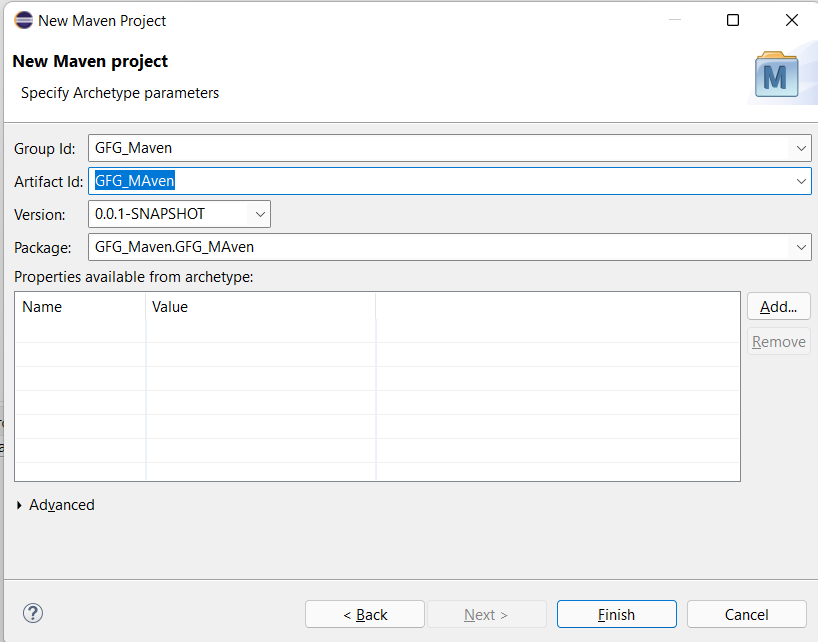 New Maven Project
New Maven project
Specify Archetype parameters
M
Group Id: GFG_Maven
Artifact Id: GFG_MAven
Version: 0.0.1-SNAPSHOT
Package: GFG_Maven.GFG_MAven
Properties available from archetype:
Name Value
Add...
Remove
Advanced
? < Back Next > Finish Cancel